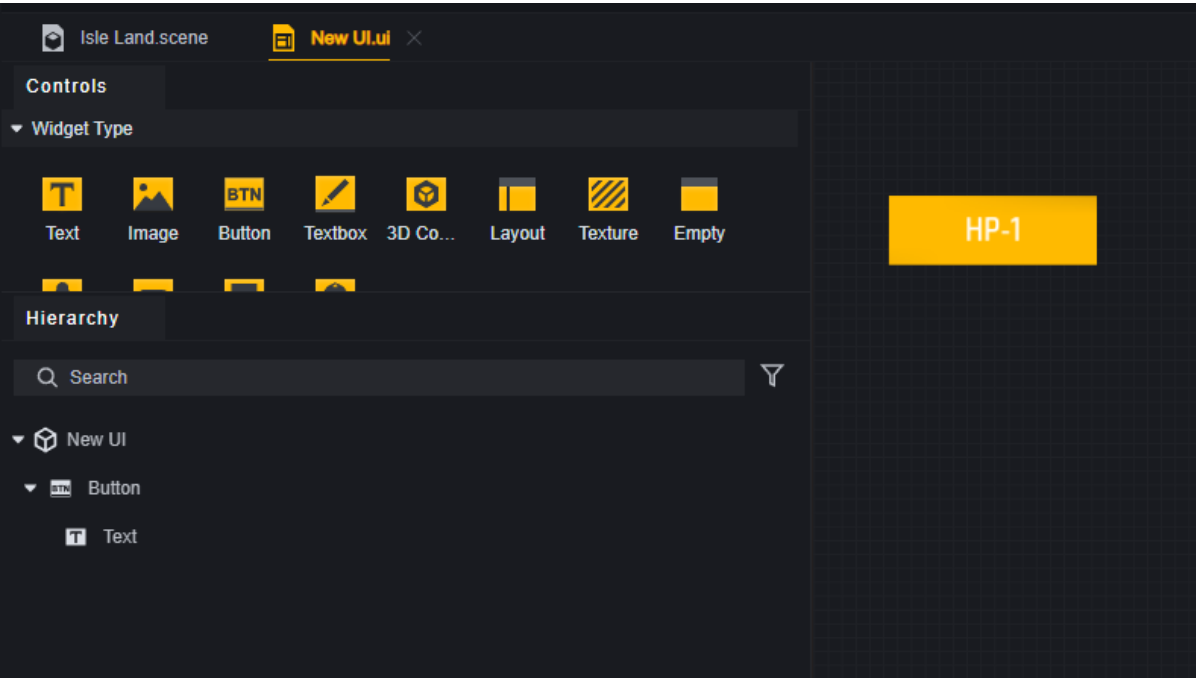 Isle Land.scene
New UI.ui
Controls
Widget Type
BTN
Text
Image
Button
Textbox
3D Co...
Layout
Texture
Empty
HP-1
Hierarchy
Search
New UI
BTN
Button
Text